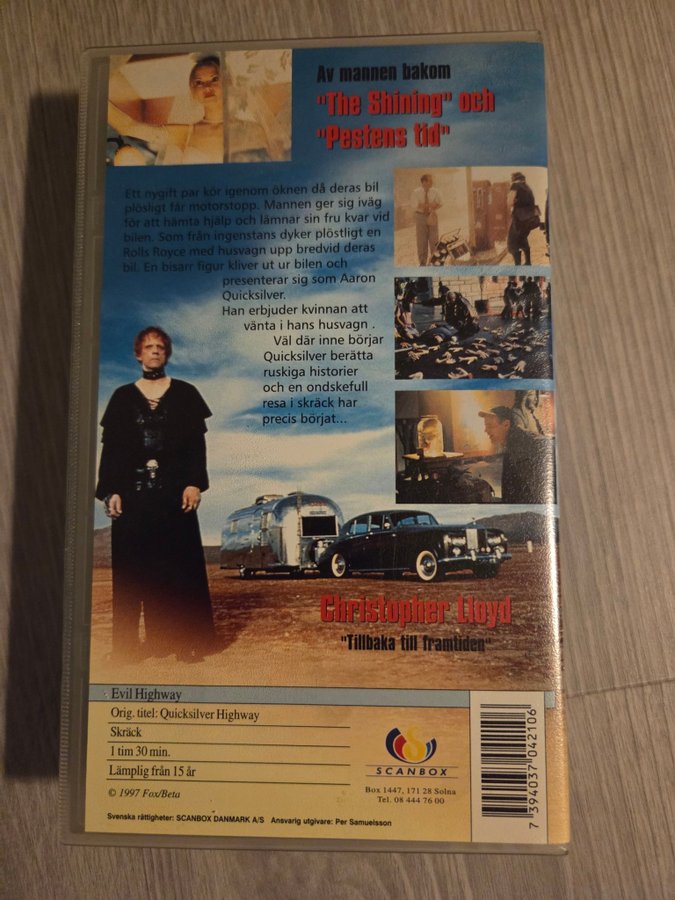 Av mannen bakom
"The Shining" och
"Pestens tid"
Ett nygift par kör igenom öknen då deras bil
plösligt får motorstopp. Mannen ger sig iväg
för att hämta hjälp och lämnar sin fru kvar vid
bilen. Som från ingenstans dyker plöstligt en
Rolls Royce med husvagn upp bredvid deras
bil. En bisarr figur kliver ut ur bilen och
presenterar sig som Aaron
Quicksilver.
Han erbjuder kvinnan att
vänta i hans husvagn .
Väl där inne börjar
Quicksilver berätta
ruskiga historier
och en ondskefull
resa i skräck har
precis börjat...
Christopher Lloyd
"Tillbaka till framtiden"
Evil Highway
Orig. titel: Quicksilver Highway
Skräck
1 tim 30 min.
Lämplig från 15 år
© 1997 Fox/Beta
S
SCANBOX
Box 1447, 171 28 Solna
Tel. 08 444 76 00
7 394037 042106
Svenska rättigheter: SCANBOX DANMARK A/S Ansvarig utgivare: Per Samuelsson